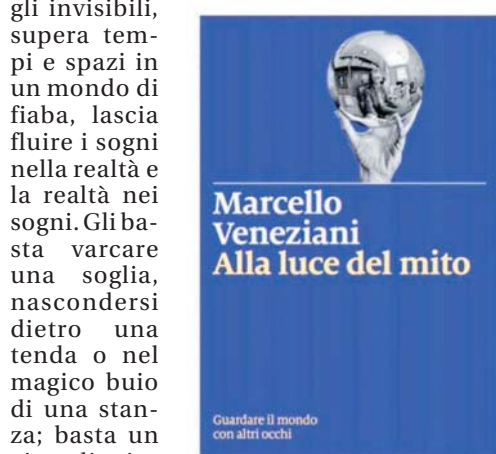 gli invisibili,
supera tem-
pi e spazi in
un mondo di
fiaba, lascia
fluire i sogni
nella realtà e
la realtà nei
sogni. Gli ba-
sta varcare
una soglia,
nascondersi
dietro una
tenda o nel
magico buio
di una stan-
za; basta un
Marcello
Veneziani
Alla luce del mito
Guardare il mondo
con altri occhi